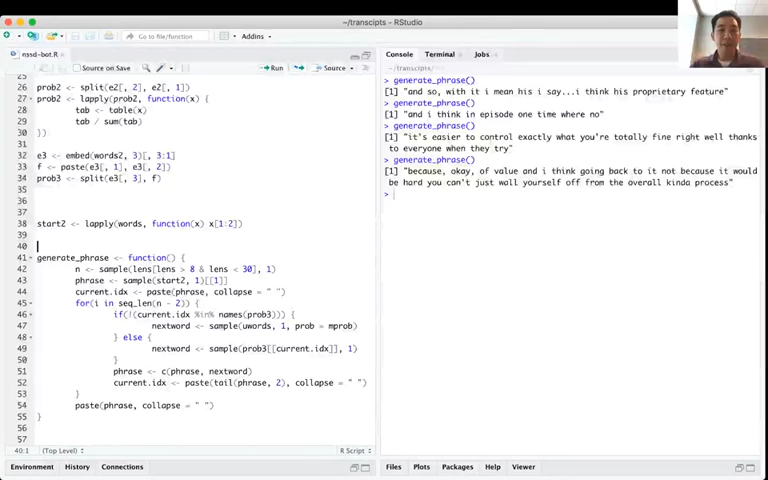 ~/transcipts - RStudio
Go to file/function
Addins
nssd-bot.R
Source on Save
Run
Source
25
26 prob2 <- split(e2[, 2], e2[, 1])
27 prob2 <- lapply(prob2, function(x) {
28 tab <- table(x)
29 tab / sum(tab)
30 })
31
32 e3 <- embed(words2, 3)[, 3:1]
33 f <- paste(e3[, 1], e3[, 2])
34 prob3 <- split(e3[, 3], f)
35
36
37
38 start2 <- lapply(words, function(x) x[1:2])
39
40
41 generate_phrase <- function() {
42 n <- sample(lens[lens > 8 & lens < 30], 1)
43 phrase <- sample(start2, 1)[[1]]
44 current.idx <- paste(phrase, collapse = " ")
45 for(i in seq_len(n - 2)) {
46 if(!(current.idx %in% names(prob3))) {
47 nextword <- sample(uwords, 1, prob = mprob)
48 } else {
49 nextword <- sample(prob3[[current.idx]], 1)
50 }
51 phrase <- c(phrase, nextword)
52 current.idx <- paste(tail(phrase, 2), collapse = " ")
53 }
54 paste(phrase, collapse = " ")
55 }
56
57
40:1 (Top Level) R Script
Environment History Connections
Console Terminal Jobs
~/transcipts/
> generate_phrase()
[1] "and so, with it i mean his i say...i think his proprietary feature"
> generate_phrase()
[1] "and i think in episode one time where no"
> generate_phrase()
[1] "it's easier to control exactly what you're totally fine right well thanks
to everyone when they try"
> generate_phrase()
[1] "because, okay, of value and i think going back to it not because it would
be hard you can't just wall yourself off from the overall kinda process"
>
Files Plots Packages Help Viewer